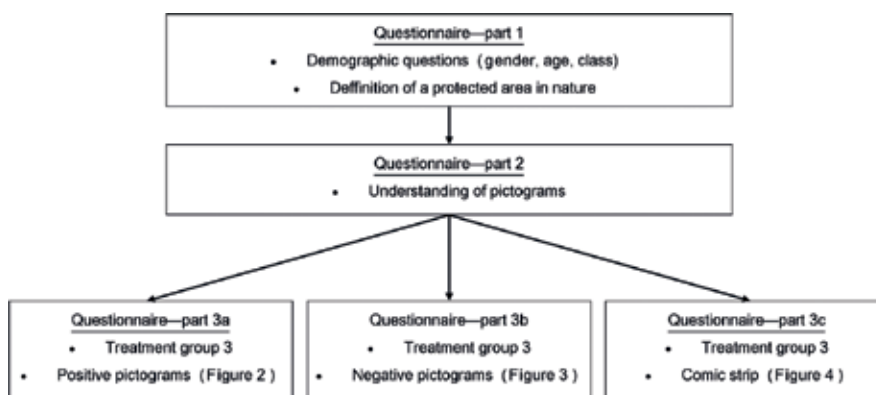 Questionnaire—part 1
• Demographic questions (gender, age, class)
• Deffinition of a protected area in nature
Questionnaire—part 2
• Understanding of pictograms
Questionnaire—part 3a
• Treatment group 3
• Positive pictograms (Figure 2 )
Questionnaire—part 3b
• Treatment group 3
• Negative pictograms (Figure 3 )
Questionnaire—part 3c
• Treatment group 3
• Comic strip (Figure 4 )